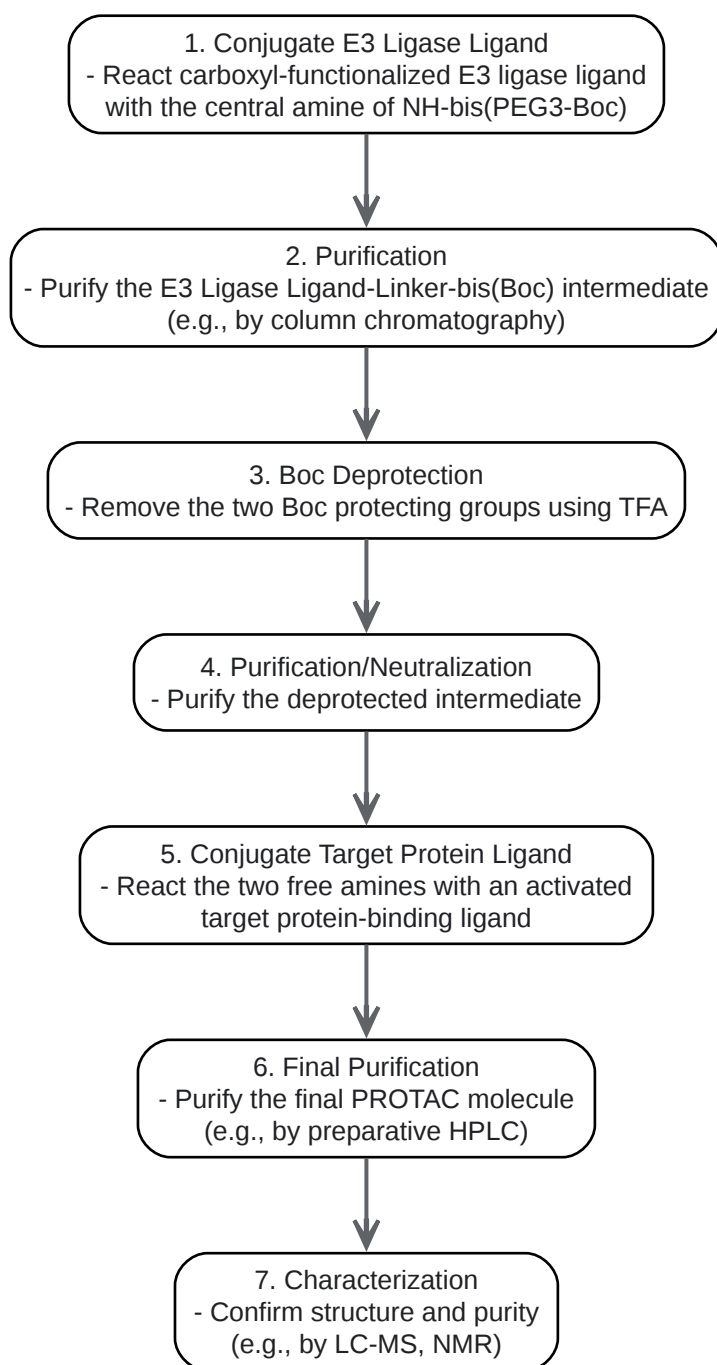 1. Conjugate E3 Ligase Ligand
- React carboxyl-functionalized E3 ligase ligand
with the central amine of NH-bis(PEG3-Boc)
2. Purification
- Purify the E3 Ligase Ligand-Linker-bis(Boc) intermediate
(e.g., by column chromatography)
3. Boc Deprotection
- Remove the two Boc protecting groups using TFA
4. Purification/Neutralization
- Purify the deprotected intermediate
5. Conjugate Target Protein Ligand
- React the two free amines with an activated
target protein-binding ligand
6. Final Purification
- Purify the final PROTAC molecule
(e.g., by preparative HPLC)
7. Characterization
- Confirm structure and purity
(e.g., by LC-MS, NMR)